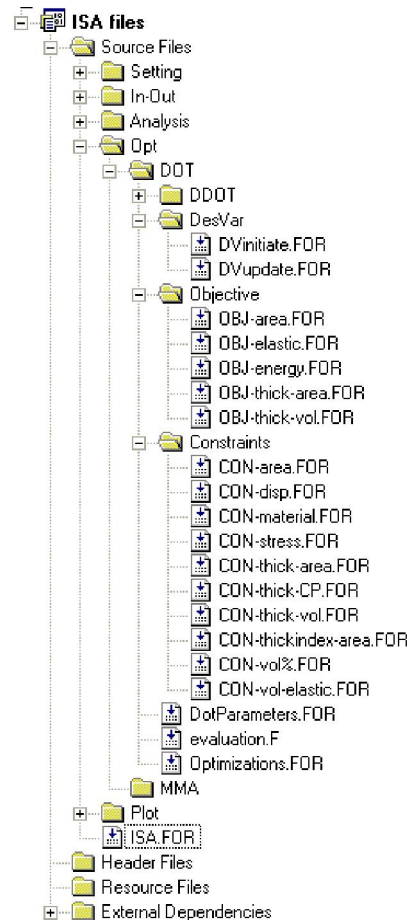 ISA files
Source Files
Setting
In-Out
Analysis
Opt
DOT
DDOT
DesVar
DVinitiate.FOR
DVupdate.FOR
Objective
OBJ-area.FOR
OBJ-elastic.FOR
OBJ-energy.FOR
OBJ-thick-area.FOR
OBJ-thick-vol.FOR
Constraints
CON-area.FOR
CON-disp.FOR
CON-material.FOR
CON-stress.FOR
CON-thick-area.FOR
CON-thick-CP.FOR
CON-thick-vol.FOR
CON-thickindex-area.FOR
CON-vol%.FOR
CON-vol-elastic.FOR
DotParameters.FOR
evaluation.F
Optimizations.FOR
MMA
Plot
ISA.FOR
Header Files
Resource Files
External Dependencies